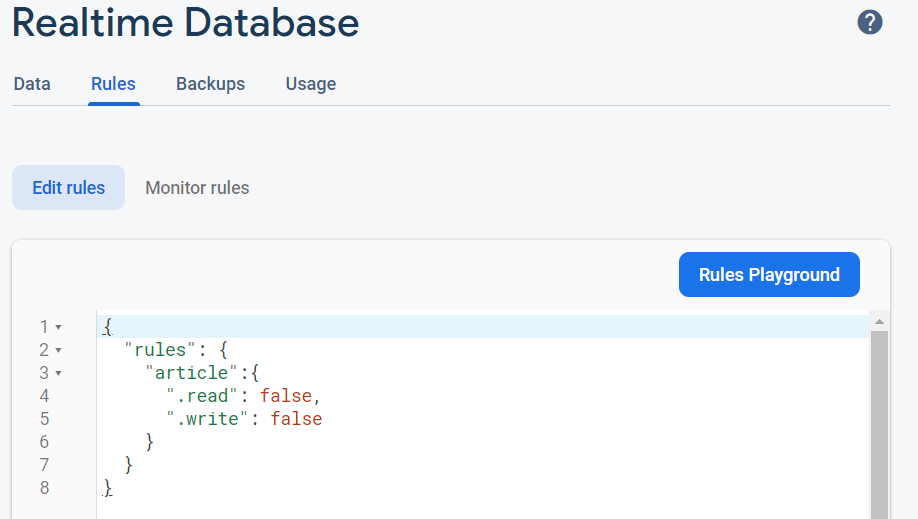 Realtime Database
?
Data Rules Backups Usage
Edit rules Monitor rules
Rules Playground
1 {
2 "rules": {
3 "article":{
4 ".read": false,
5 ".write": false
6 }
7 }
8 }